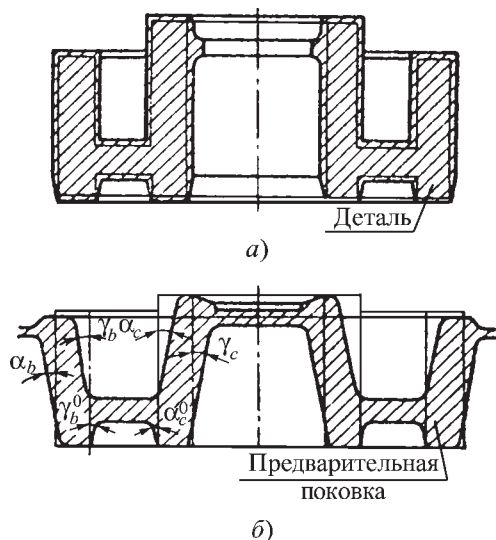 Деталь
а)
γb αc
γc
αb
γb⁰ αc⁰
Предварительная
поковка
б)